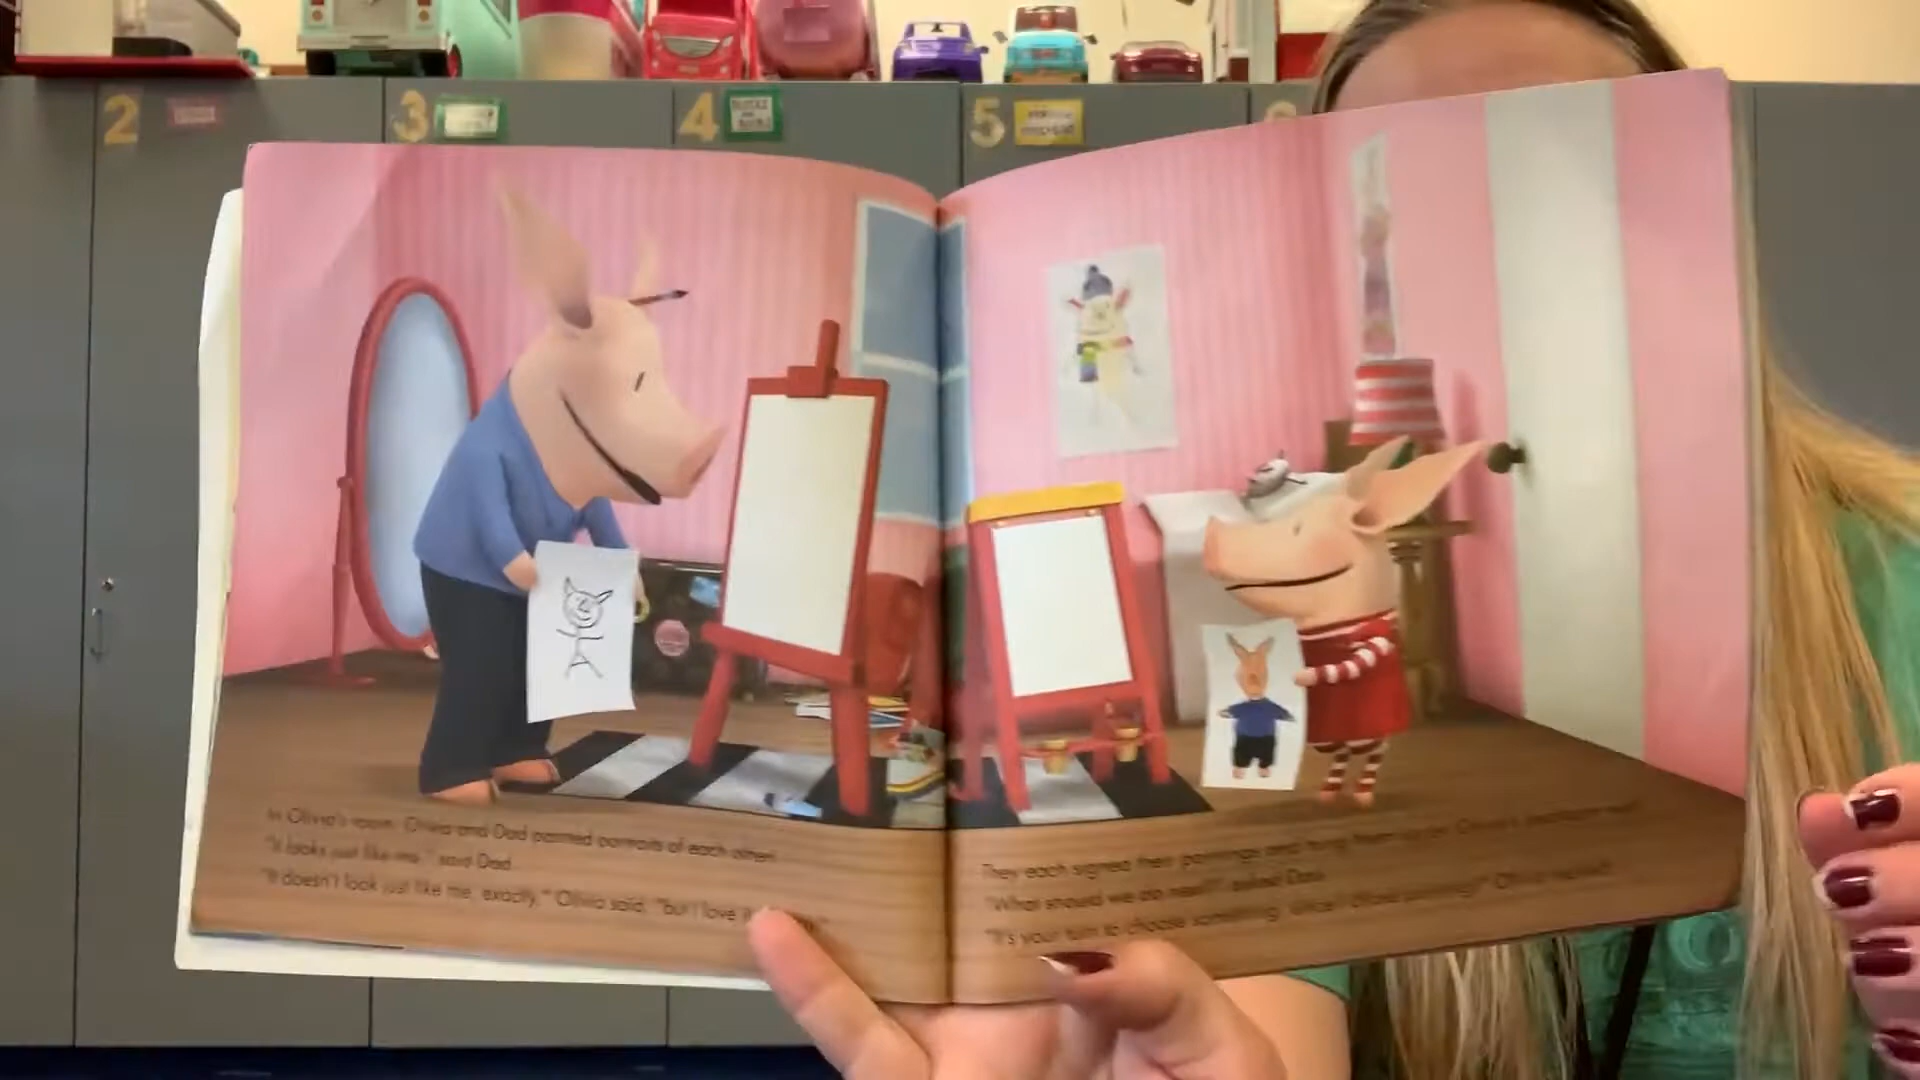 2
3
4
5
In Olivia's room, Olivia and Dad painted portraits of each other.
"It looks just like me," said Dad.
"It doesn't look just like me, exactly," Olivia said, "but I love it
They each signed their paintings and hung them up on Olivia's
"What should we do next?" asked Dad.
"It's your turn to choose something, since I chose painting!" Olivia